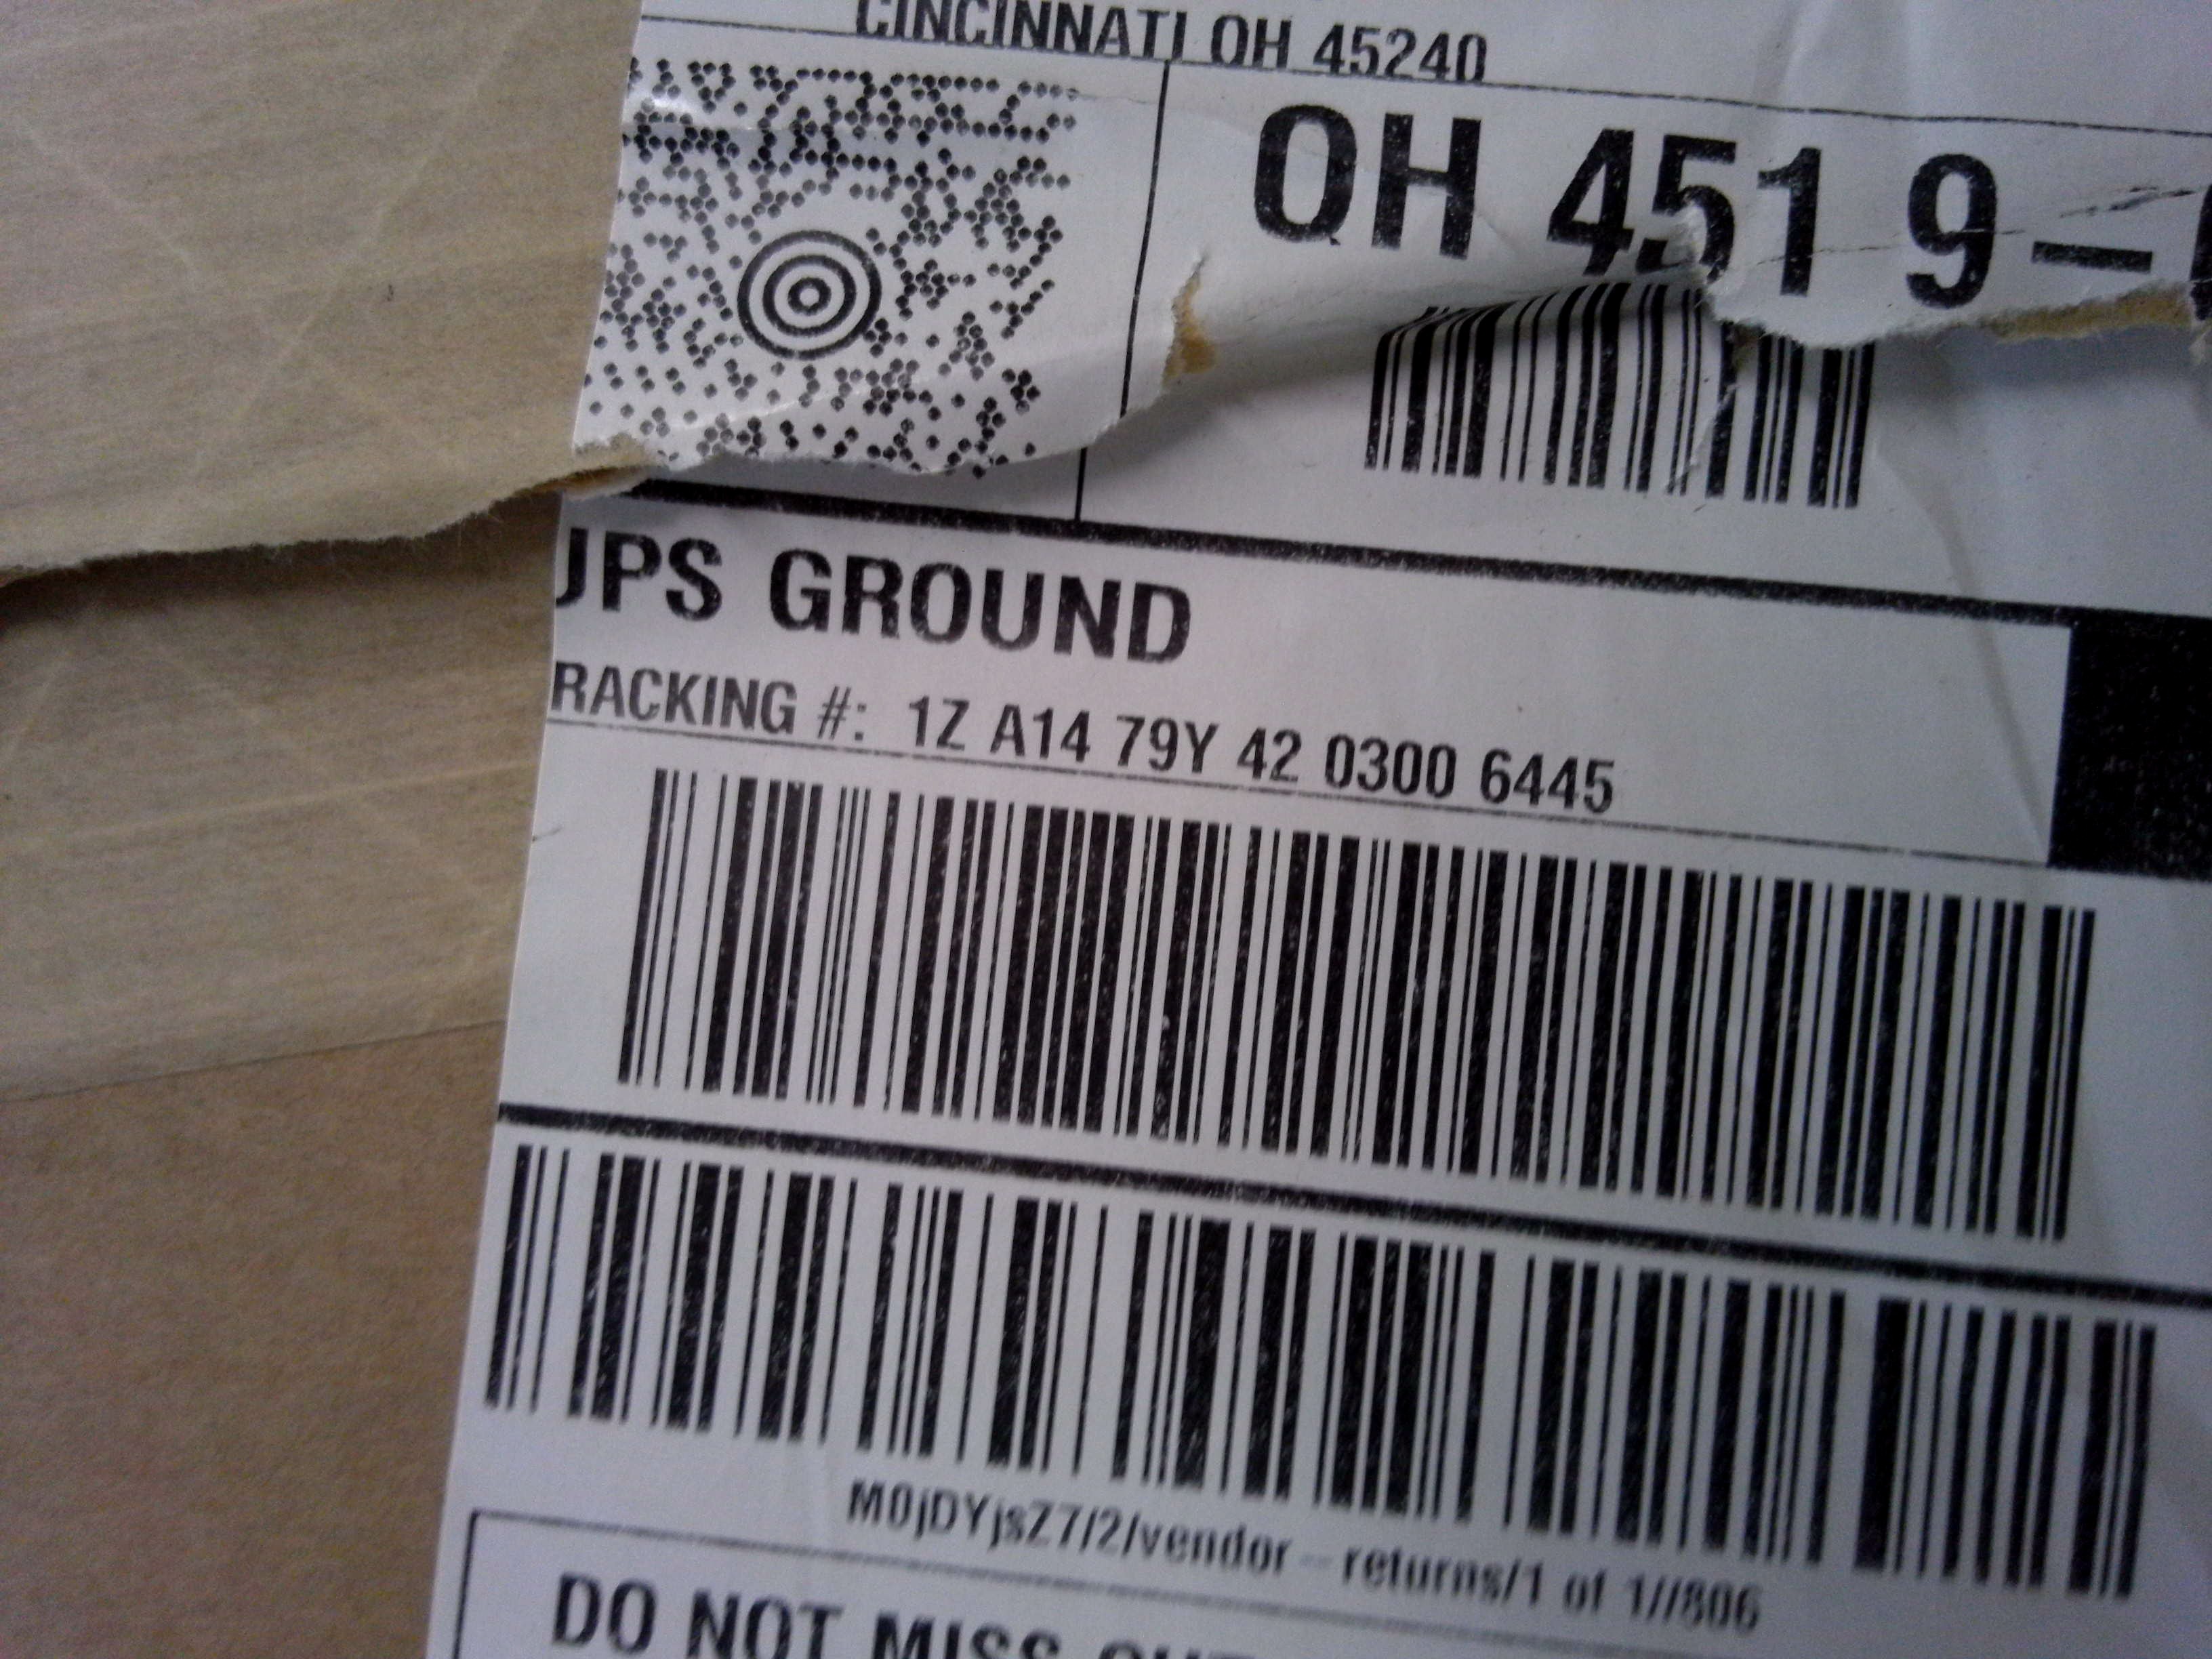 CINCINNATI OH 45240
OH 451 9-
UPS GROUND
RACKING #: 1Z A14 79Y 42 0300 6445
M0jDYjsZ7/2/vendor - returns/1 of 1//806
DO NOT MISS